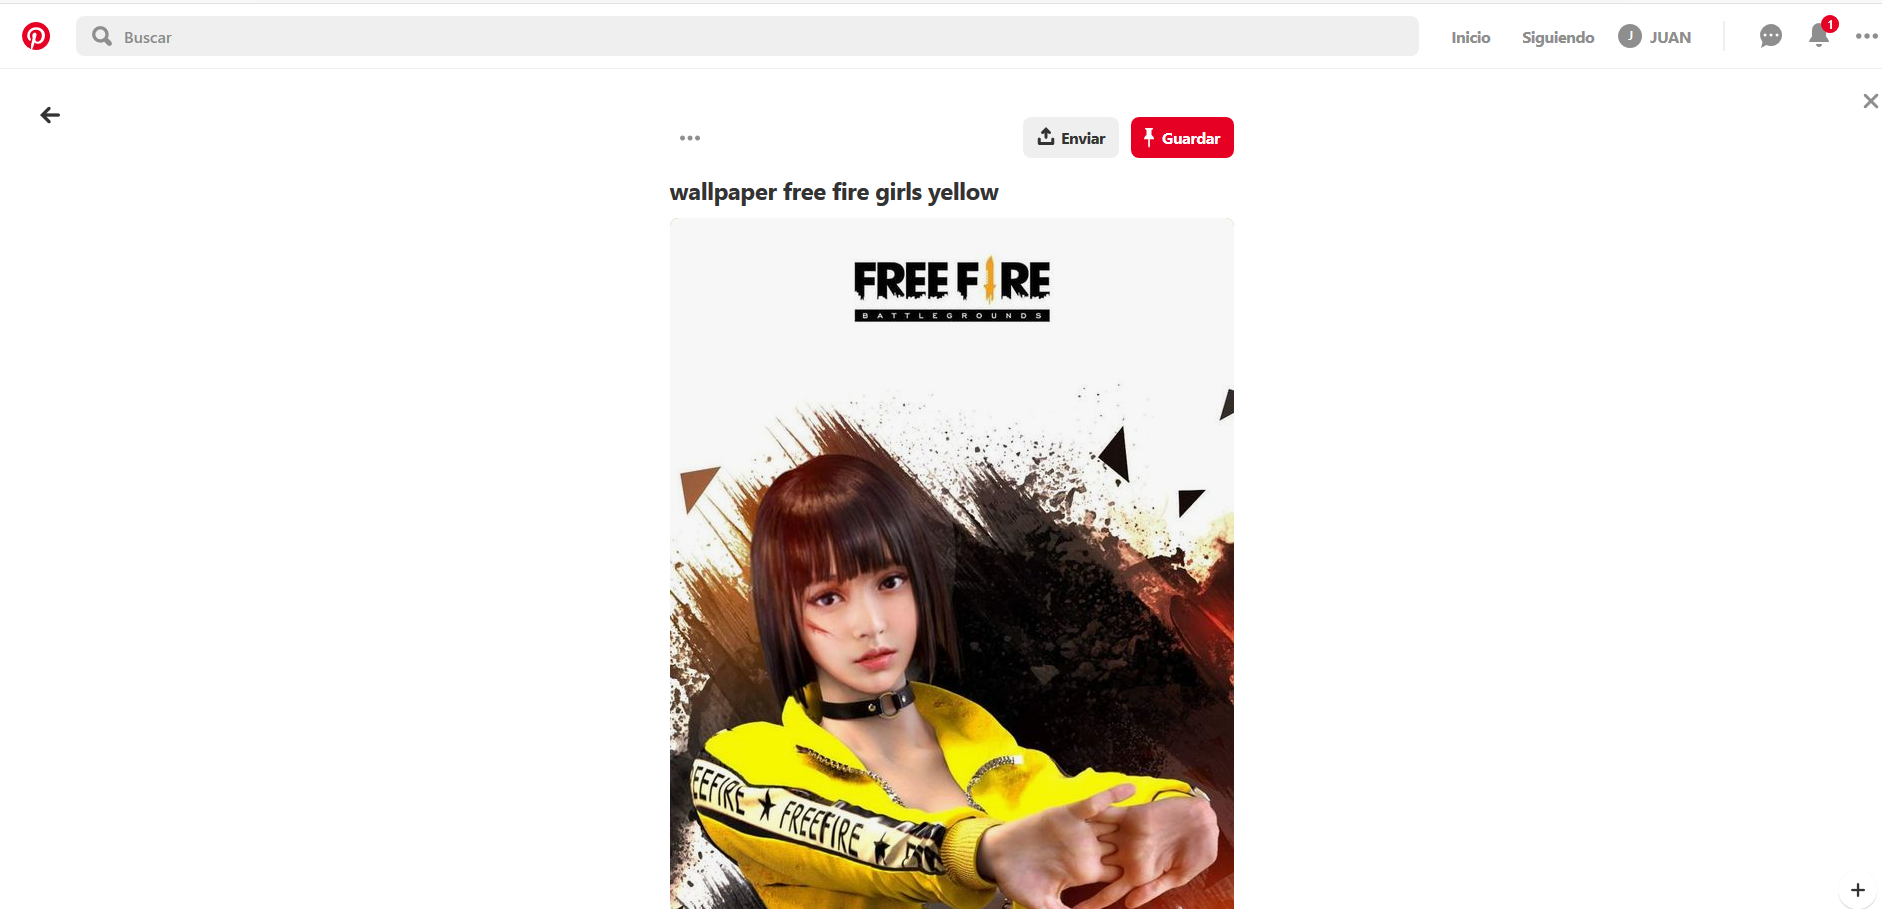 Buscar
Inicio
Siguiendo
J
JUAN
1
Enviar
Guardar
wallpaper free fire girls yellow
FREE FIRE
BATTLEGROUNDS
EEFIRE ★ FREEFIRE ★